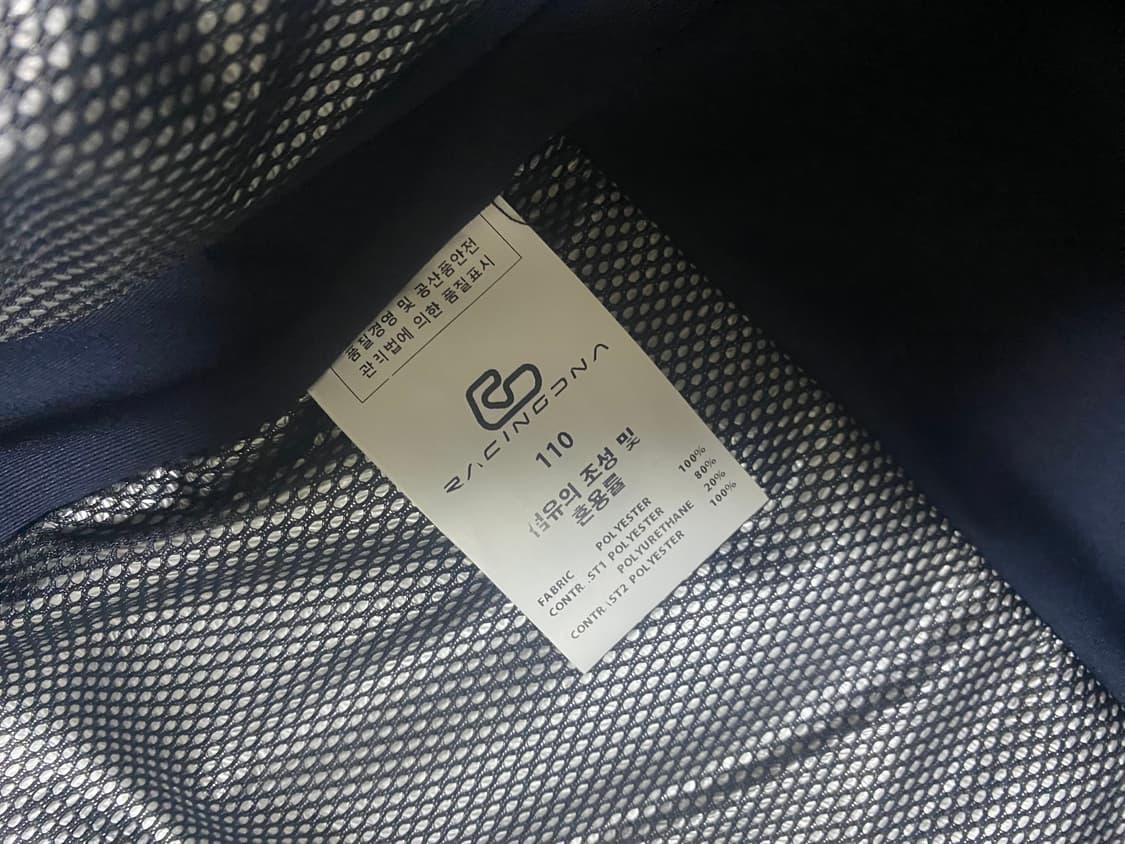 품질경영 및 공산품안전
관리법에 의한 품질표시
RACINGUNA
110
섬유의 조성 및
혼용률
FABRIC POLYESTER 100%
CONTR.ST1 POLYESTER 80%
POLYURETHANE 20%
CONTR.ST2 POLYESTER 100%